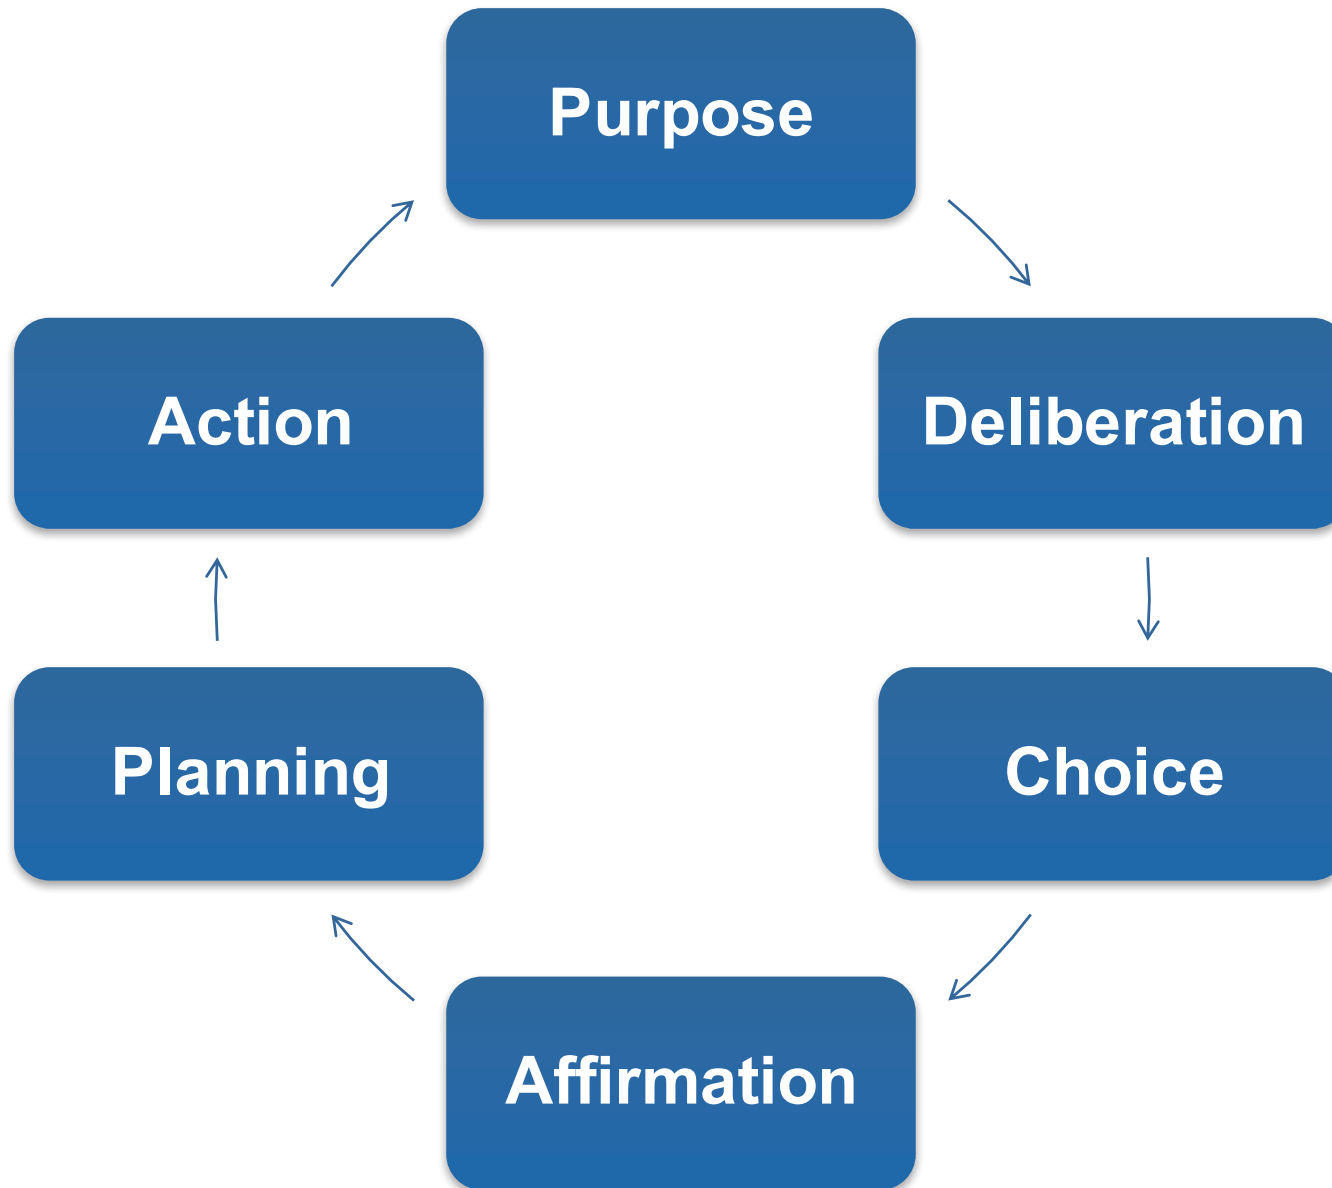 Purpose
Deliberation
Choice
Affirmation
Planning
Action